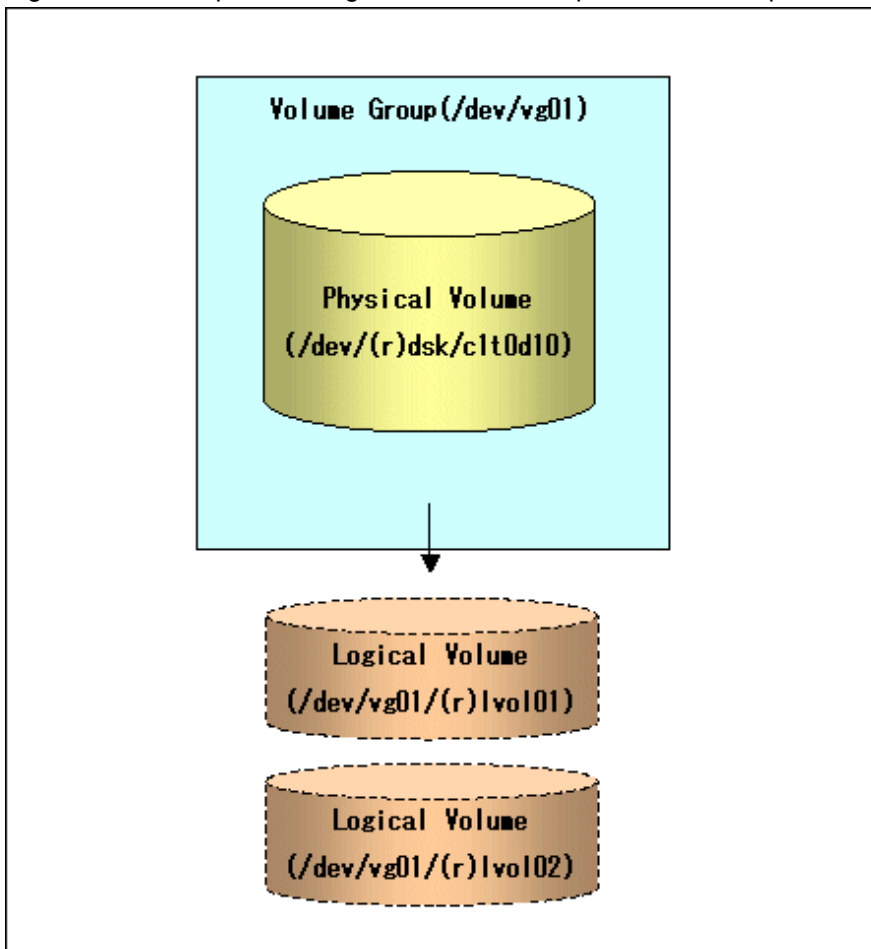 Volume Group(/dev/vg01)
Physical Volume
(/dev/(r)dsk/c1t0d10)
Logical Volume
(/dev/vg01/(r)lvol01)
Logical Volume
(/dev/vg01/(r)lvol02)